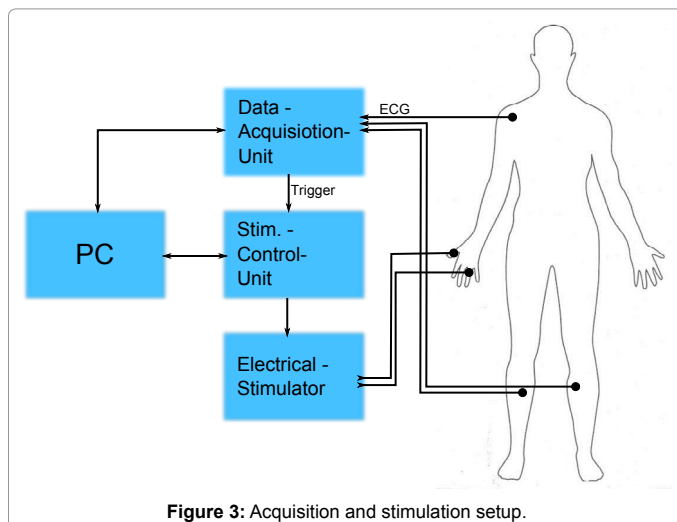 Data -
Acquisiotion-
Unit
ECG
Trigger
PC
Stim. -
Control-
Unit
Electrical -
Stimulator
Figure 3: Acquisition and stimulation setup.